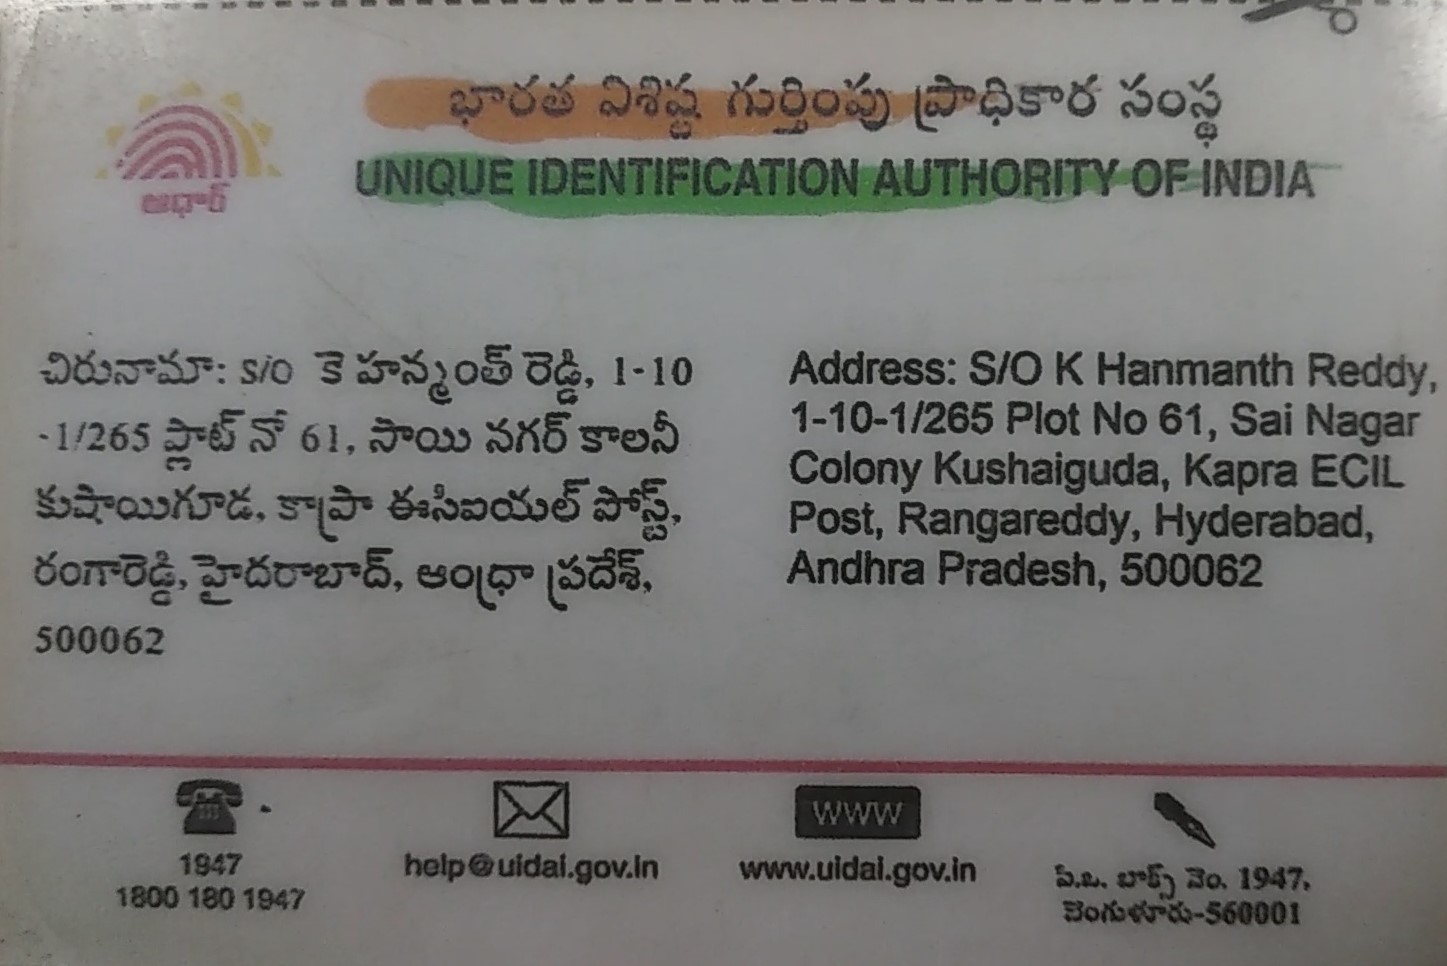 భారత విశిష్ట గుర్తింపు ప్రాధికార సంస్థ
UNIQUE IDENTIFICATION AUTHORITY OF INDIA
ఆధార్
చిరునామా: S/O కె హన్మంత్ రెడ్డి, 1-10
-1/265 ప్లాట్ నో 61, సాయి నగర్ కాలనీ
కుషాయిగూడ, కాప్రా ఈసిఐయల్ పోస్ట్,
రంగారెడ్డి, హైదరాబాద్, ఆంధ్రా ప్రదేశ్,
500062
Address: S/O K Hanmanth Reddy,
1-10-1/265 Plot No 61, Sai Nagar
Colony Kushaiguda, Kapra ECIL
Post, Rangareddy, Hyderabad,
Andhra Pradesh, 500062
1947
1800 180 1947
help@uidai.gov.in
WWW
www.uidai.gov.in
పి.బి. బాక్స్ నెం. 1947,
బెంగుళూరు-560001